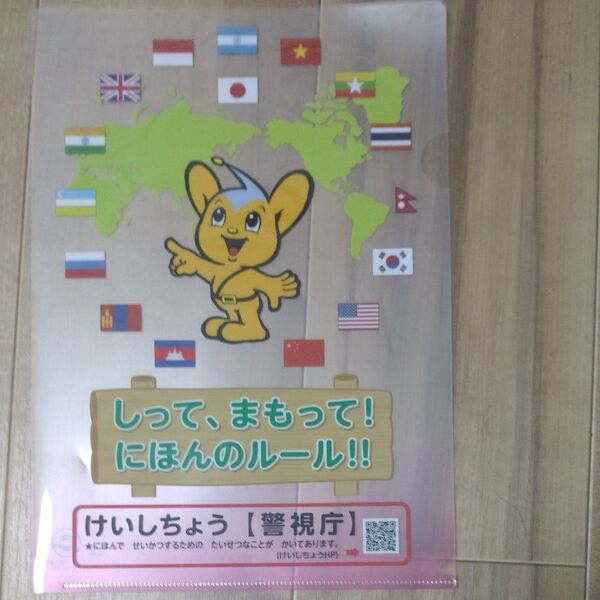 しって、まもって！
にほんのルール!!
けいしちょう【警視庁】
★にほんで せいかつするための たいせつなことが かいてあります。
(けいしちょうHP)